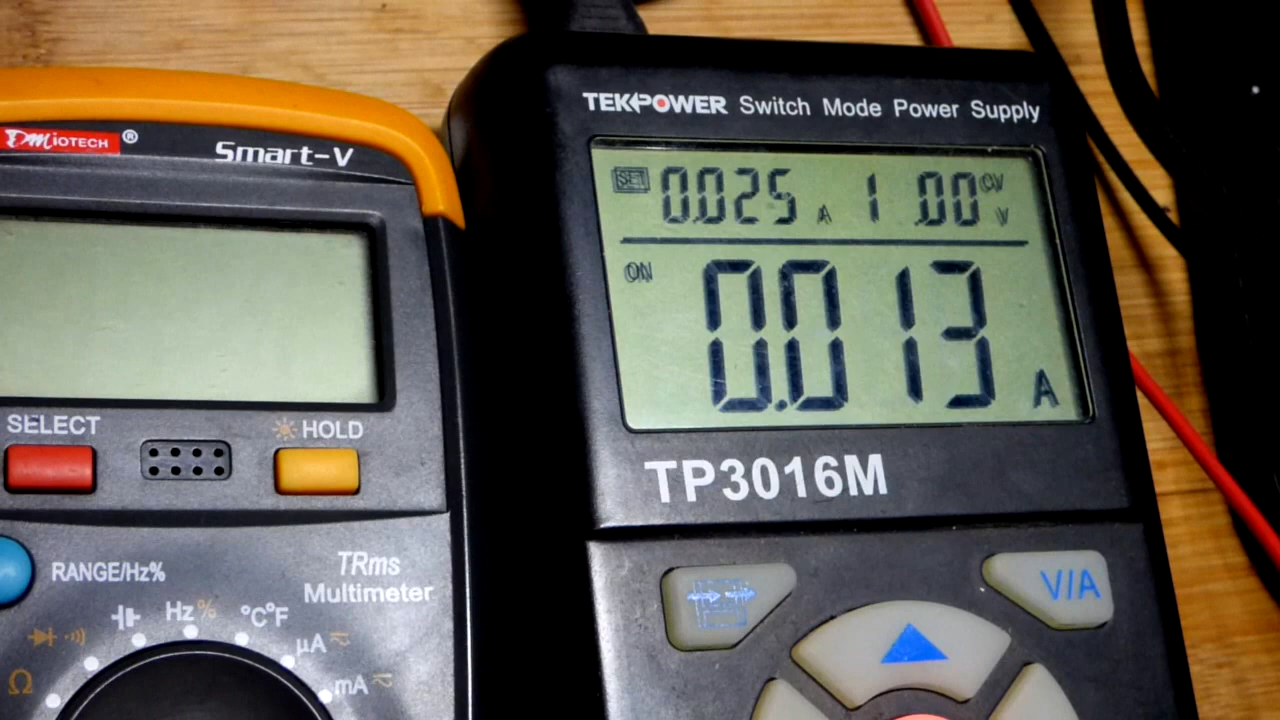 DMIOTECH ®
Smart-V
SELECT
HOLD
RANGE/Hz%
TRms
Multimeter
Hz %
°C°F
µA
mA
Ω
TEKPOWER Switch Mode Power Supply
SET 0.025 A 1.00 CV V
ON 0.013 A
TP3016M
V/A